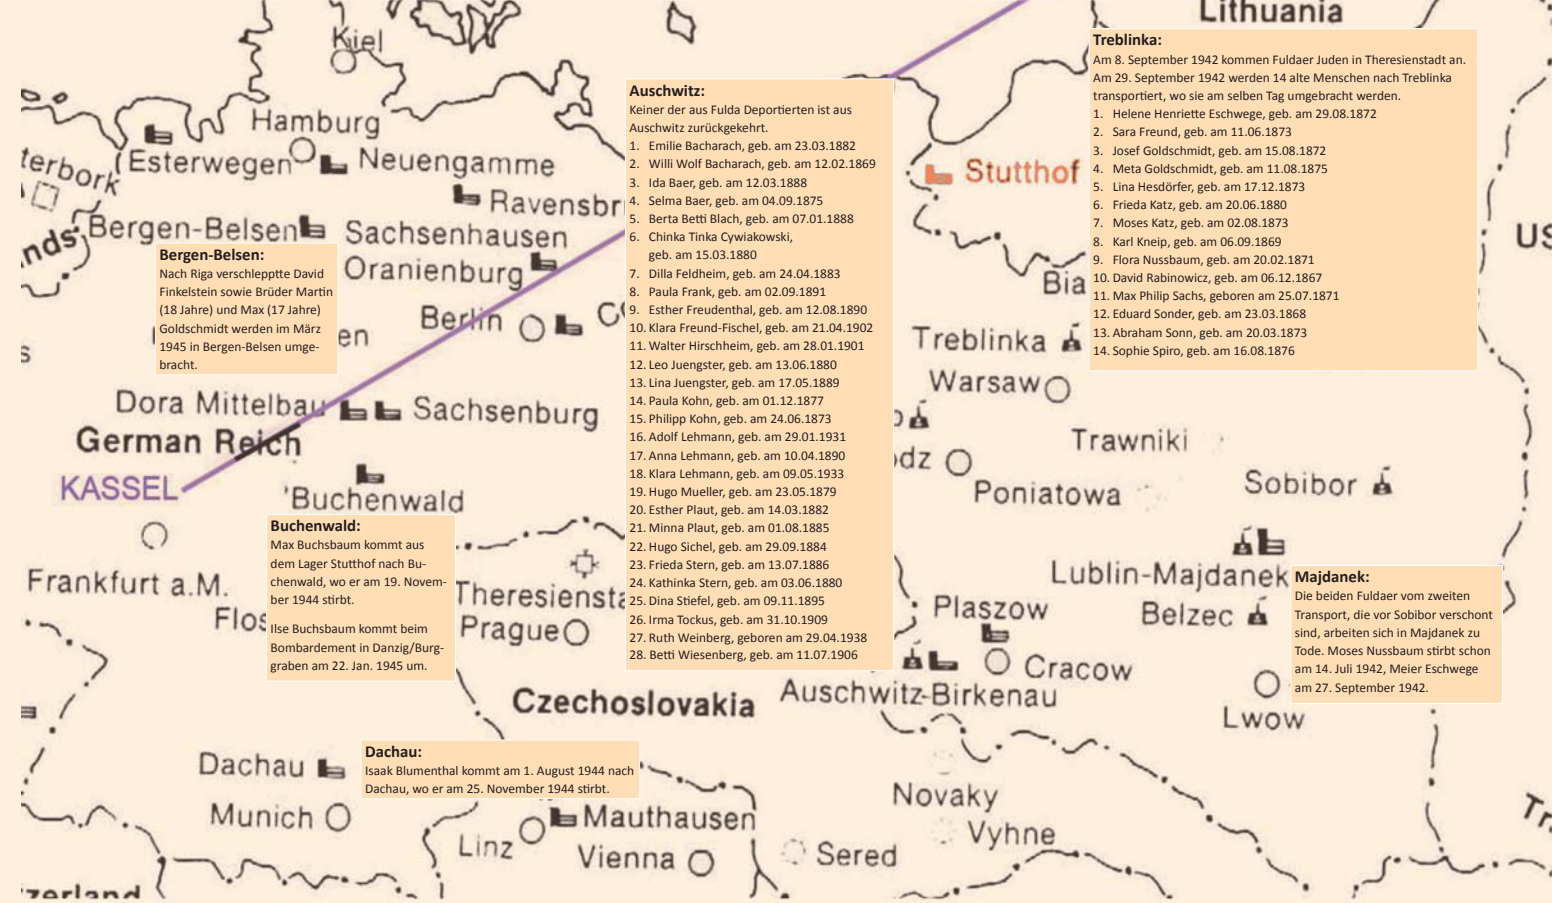 Lithuania
Kiel
Treblinka:
Am 8. September 1942 kommen Fuldaer Juden in Theresienstadt an.
Am 29. September 1942 werden 14 alte Menschen nach Treblinka
transportiert, wo sie am selben Tag umgebracht werden.
1. Helene Henriette Eschwege, geb. am 29.08.1872
2. Sara Freund, geb. am 11.06.1873
3. Josef Goldschmidt, geb. am 15.08.1872
4. Meta Goldschmidt, geb. am 11.08.1875
5. Lina Hesdörfer, geb. am 17.12.1873
6. Frieda Katz, geb. am 20.06.1880
7. Moses Katz, geb. am 02.08.1873
8. Karl Kneip, geb. am 06.09.1869
9. Flora Nussbaum, geb. am 20.02.1871
10. David Rabinowicz, geb. am 06.12.1867
11. Max Philip Sachs, geboren am 25.07.1871
12. Eduard Sonder, geb. am 23.03.1868
13. Abraham Sonn, geb. am 20.03.1873
14. Sophie Spiro, geb. am 16.08.1876
Auschwitz:
Keiner der aus Fulda Deportierten ist aus
Auschwitz zurückgekehrt.
1. Emilie Bacharach, geb. am 23.03.1882
2. Willi Wolf Bacharach, geb. am 12.02.1869
3. Ida Baer, geb. am 12.03.1888
4. Selma Baer, geb. am 04.09.1875
5. Berta Betti Blach, geb. am 07.01.1888
6. Chinka Tinka Cywiakowski,
geb. am 15.03.1880
7. Dilla Feldheim, geb. am 24.04.1883
8. Paula Frank, geb. am 02.09.1891
9. Esther Freudenthal, geb. am 12.08.1890
10. Klara Freund-Fischel, geb. am 21.04.1902
11. Walter Hirschheim, geb. am 28.01.1901
12. Leo Juengster, geb. am 13.06.1880
13. Lina Juengster, geb. am 17.05.1889
14. Paula Kohn, geb. am 01.12.1877
15. Philipp Kohn, geb. am 24.06.1873
16. Adolf Lehmann, geb. am 29.01.1931
17. Anna Lehmann, geb. am 10.04.1890
18. Klara Lehmann, geb. am 09.05.1933
19. Hugo Mueller, geb. am 23.05.1879
20. Esther Plaut, geb. am 14.03.1882
21. Minna Plaut, geb. am 01.08.1885
22. Hugo Sichel, geb. am 29.09.1884
23. Frieda Stern, geb. am 13.07.1886
24. Kathinka Stern, geb. am 03.06.1880
25. Dina Stiefel, geb. am 09.11.1895
26. Irma Tockus, geb. am 31.10.1909
27. Ruth Weinberg, geboren am 29.04.1938
28. Betti Wiesenberg, geb. am 11.07.1906
Hamburg
Esterwegen
Neuengamme
terbork
Stutthof
Ravensbr
Bergen-Belsen
Sachsenhausen
nds
US
Bergen-Belsen:
Nach Riga verschlepptte David
Finkelstein sowie Brüder Martin
(18 Jahre) und Max (17 Jahre)
Goldschmidt werden im März
1945 in Bergen-Belsen umge-
bracht.
Oranienburg
Bia
Berlin
en
Treblinka
Warsaw
Dora Mittelbau
Sachsenburg
German Reich
Trawniki
odz
KASSEL
Buchenwald
Poniatowa
Sobibor
Buchenwald:
Max Buchsbaum kommt aus
dem Lager Stutthof nach Bu-
chenwald, wo er am 19. Novem-
ber 1944 stirbt.
Ilse Buchsbaum kommt beim
Bombardement in Danzig/Burg-
graben am 22. Jan. 1945 um.
Frankfurt a.M.
Flos
Theresiensta
Prague
Lublin-Majdanek
Plaszow
Belzec
Majdanek:
Die beiden Fuldaer vom zweiten
Transport, die vor Sobibor verschont
sind, arbeiten sich in Majdanek zu
Tode. Moses Nussbaum stirbt schon
am 14. Juli 1942, Meier Eschwege
am 27. September 1942.
Cracow
Auschwitz-Birkenau
Czechoslovakia
Lwow
Dachau
Dachau:
Isaak Blumenthal kommt am 1. August 1944 nach
Dachau, wo er am 25. November 1944 stirbt.
Munich
Mauthausen
Linz
Vienna
Novaky
Vyhne
Sered
Tr
zerland